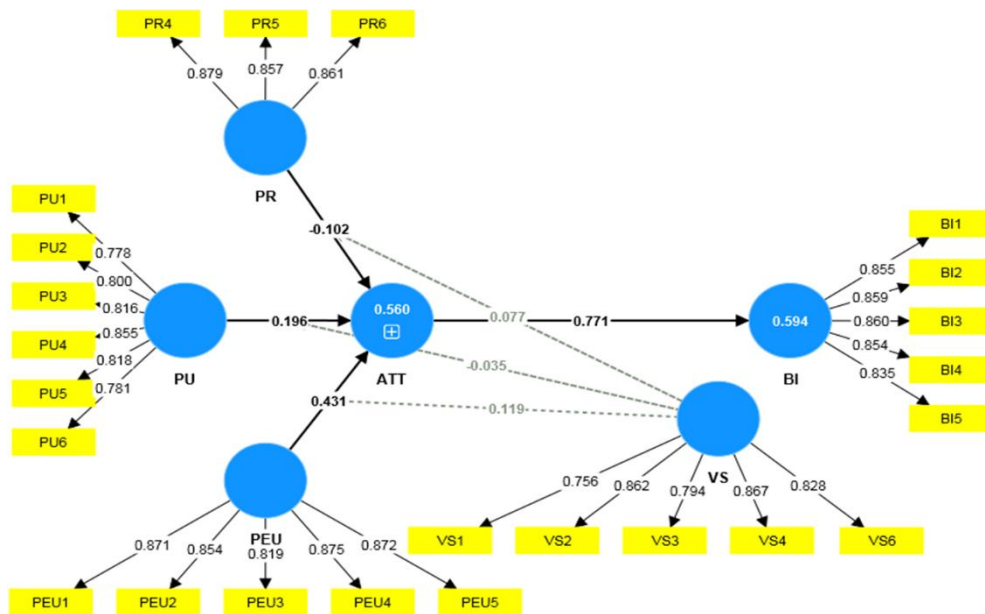 PR4 PR5 PR6
0.879 0.857 0.861
PR
-0.102
PU1
PU2
PU3
PU4
PU5
PU6
0.778
0.800
0.816
0.855
0.818
0.781
PU
0.196
0.560
ATT
0.431
0.077
-0.035
0.119
0.771
0.594
BI
0.855
0.859
0.860
0.854
0.835
BI1
BI2
BI3
BI4
BI5
VS
0.756 0.862 0.794 0.867 0.828
VS1 VS2 VS3 VS4 VS6
PEU
0.871 0.854 0.819 0.875 0.872
PEU1 PEU2 PEU3 PEU4 PEU5